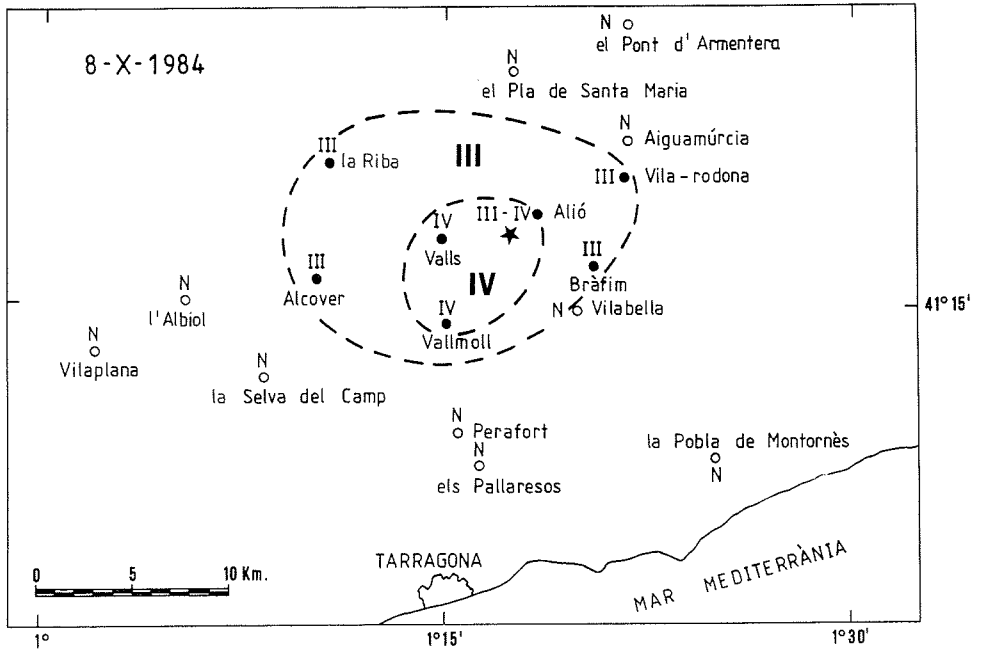 8-X-1984
N
el Pont d'Armentera
N
el Pla de Santa Maria
N
Aiguamúrcia
III
la Riba
III
III Vila-rodona
III-IV Alió
IV
Valls
III
Alcover
IV
III
Bràfim
N Vilabella
IV
Vallmoll
N
l'Albiol
41°15'
N
Vilaplana
N
la Selva del Camp
N
Perafort
N
els Pallaresos
la Pobla de Montornès
N
TARRAGONA
MAR MEDITERRÀNIA
0 5 10 Km.
1° 1°15' 1°30'